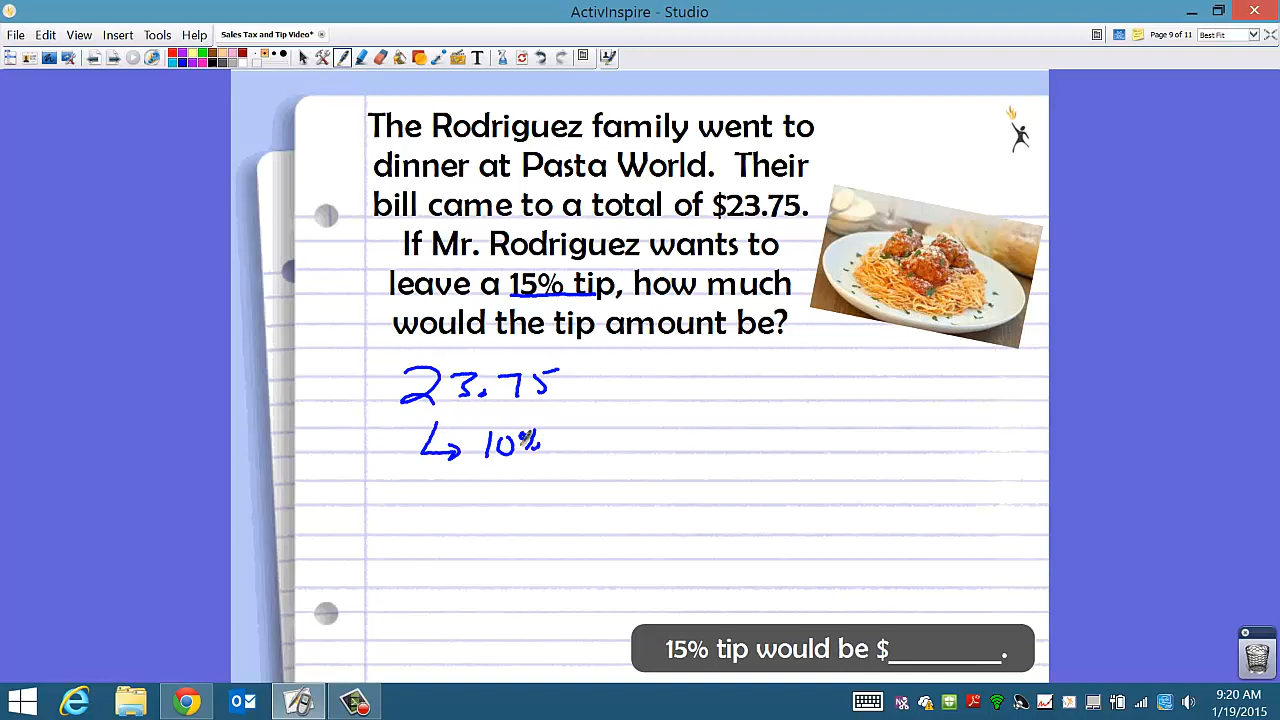 ActivInspire - Studio
File Edit View Insert Tools Help
Sales Tax and Tip Video*
Page 9 of 11
Best Fit
The Rodriguez family went to
dinner at Pasta World. Their
bill came to a total of $23.75.
If Mr. Rodriguez wants to
leave a 15% tip, how much
would the tip amount be?
23.75
10%
15% tip would be $________.
9:20 AM
1/19/2015